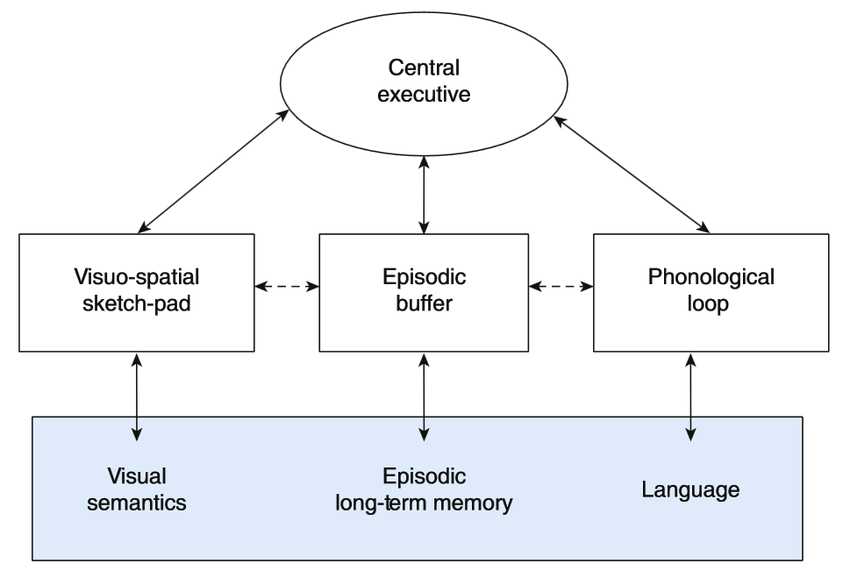 Central
executive
Visuo-spatial
sketch-pad
Episodic
buffer
Phonological
loop
Visual
semantics
Episodic
long-term memory
Language